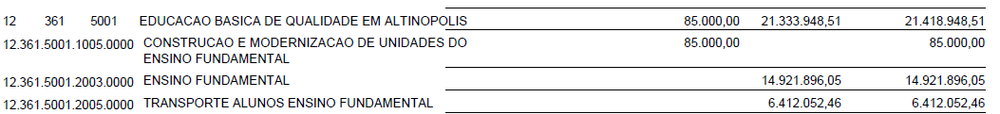 12 361 5001 EDUCACAO BASICA DE QUALIDADE EM ALTINOPOLIS 85.000,00 21.333.948,51 21.418.948,51
12.361.5001.1005.0000 CONSTRUCAO E MODERNIZACAO DE UNIDADES DO 85.000,00 85.000,00
ENSINO FUNDAMENTAL
12.361.5001.2003.0000 ENSINO FUNDAMENTAL 14.921.896,05 14.921.896,05
12.361.5001.2005.0000 TRANSPORTE ALUNOS ENSINO FUNDAMENTAL 6.412.052,46 6.412.052,46